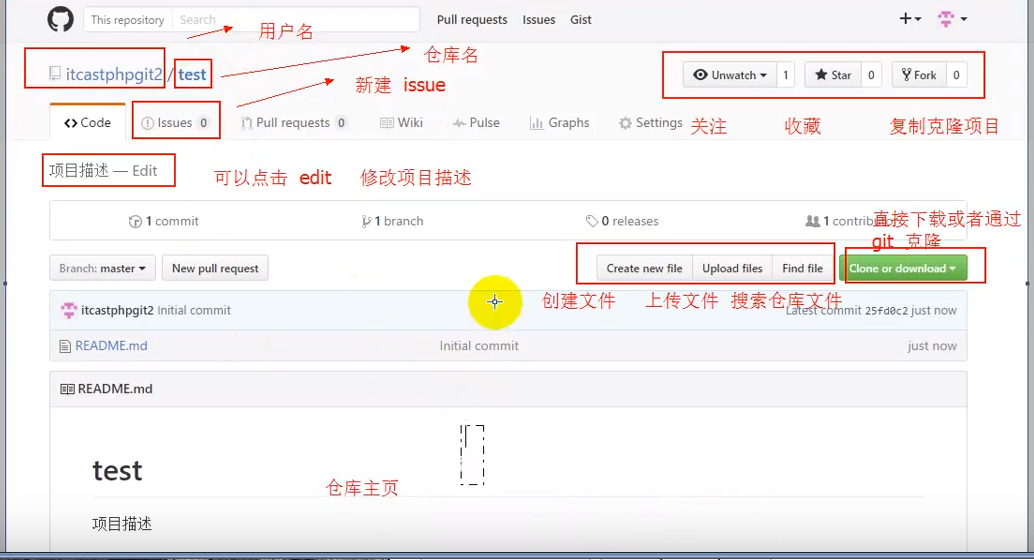 This repository Search Pull requests Issues Gist
用户名
itcastphpgit2 / test
仓库名
Unwatch 1 Star 0 Fork 0
新建 issue
Code Issues 0 Pull requests 0 Wiki Pulse Graphs Settings
关注 收藏 复制克隆项目
项目描述 — Edit
可以点击 edit 修改项目描述
1 commit 1 branch 0 releases 1 contributor
直接下载或者通过
git 克隆
Branch: master New pull request Create new file Upload files Find file Clone or download
创建文件 上传文件 搜索仓库文件
itcastphpgit2 Initial commit Latest commit 25fd0c2 just now
README.md Initial commit just now
README.md
test
仓库主页
项目描述